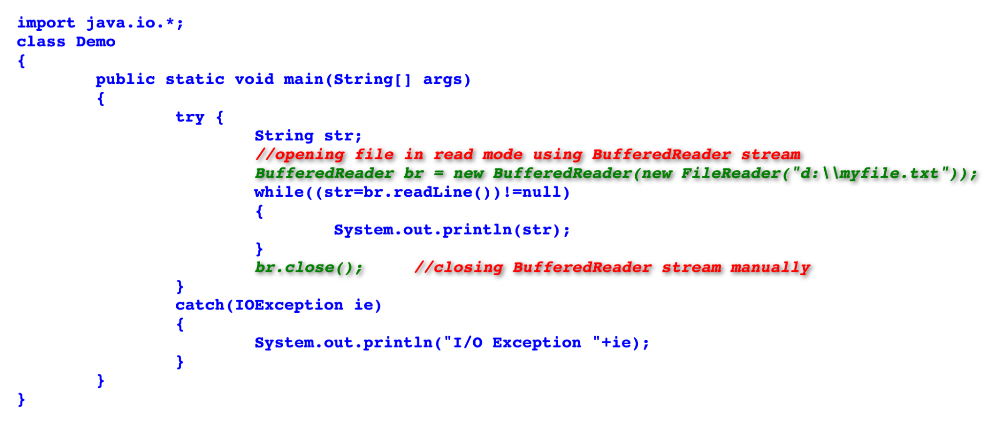 import java.io.*;
class Demo
{
        public static void main(String[] args)
        {
                try {
                        String str;
                        //opening file in read mode using BufferedReader stream
                        BufferedReader br = new BufferedReader(new FileReader("d:\\myfile.txt"));
                        while((str=br.readLine())!=null)
                        {
                                System.out.println(str);
                        }
                        br.close();     //closing BufferedReader stream manually
                }
                catch(IOException ie)
                {
                        System.out.println("I/O Exception "+ie);
                }
        }
}